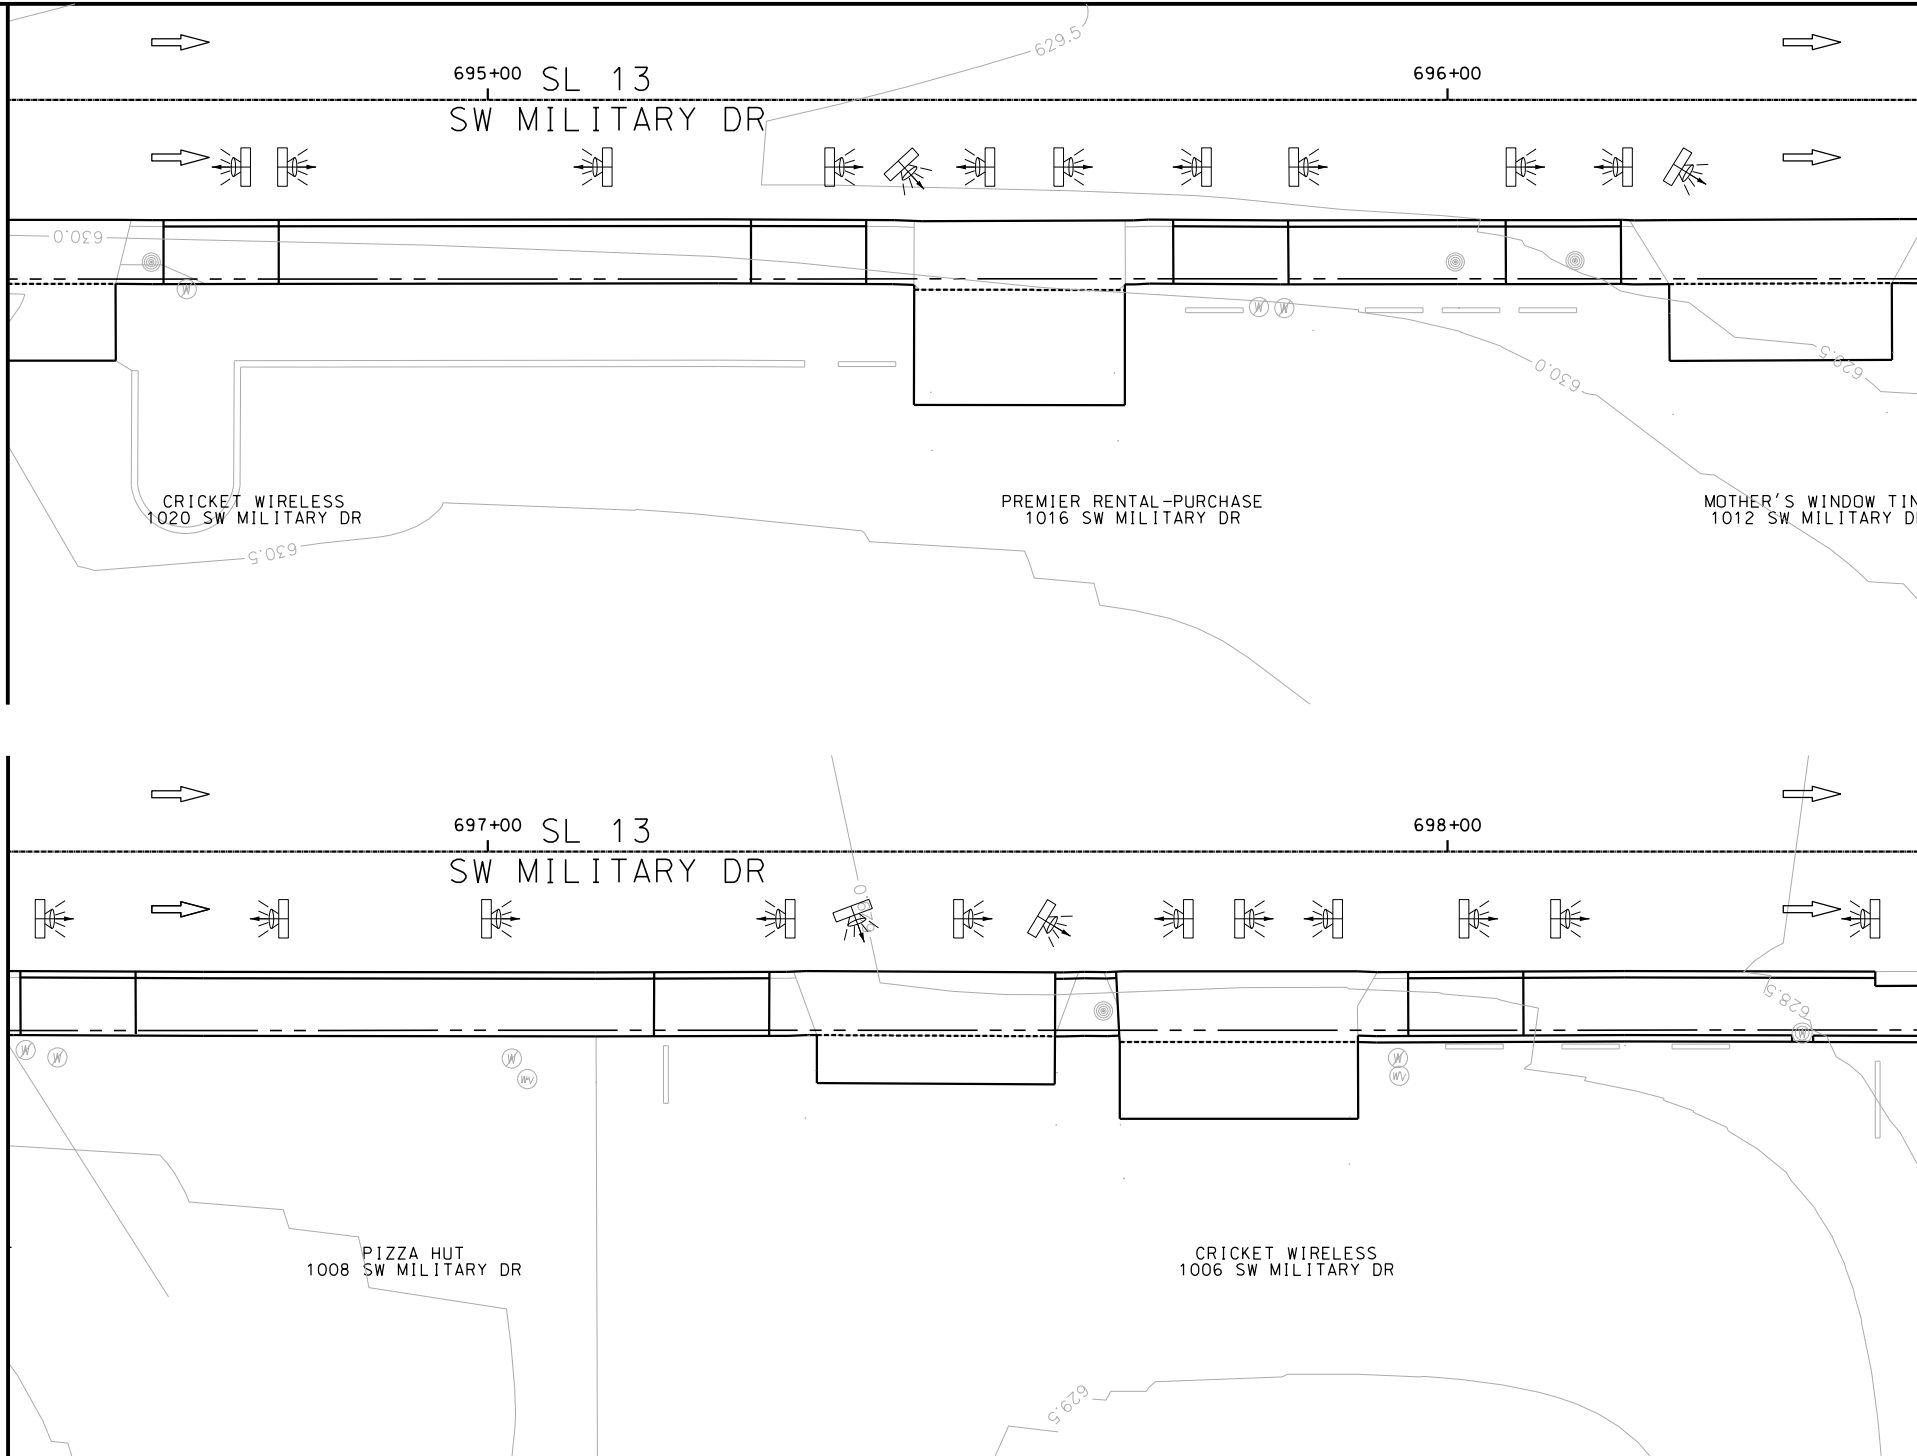 629.5
695+00 SL 13
696+00
SW MILITARY DR
630.0
630.0
629.5
W
W W
CRICKET WIRELESS
1020 SW MILITARY DR
PREMIER RENTAL-PURCHASE
1016 SW MILITARY DR
MOTHER'S WINDOW TIN
1012 SW MILITARY D
630.5
697+00 SL 13
698+00
SW MILITARY DR
628.5
W W
W
WV
W
WV
W
PIZZA HUT
1008 SW MILITARY DR
CRICKET WIRELESS
1006 SW MILITARY DR
629.5